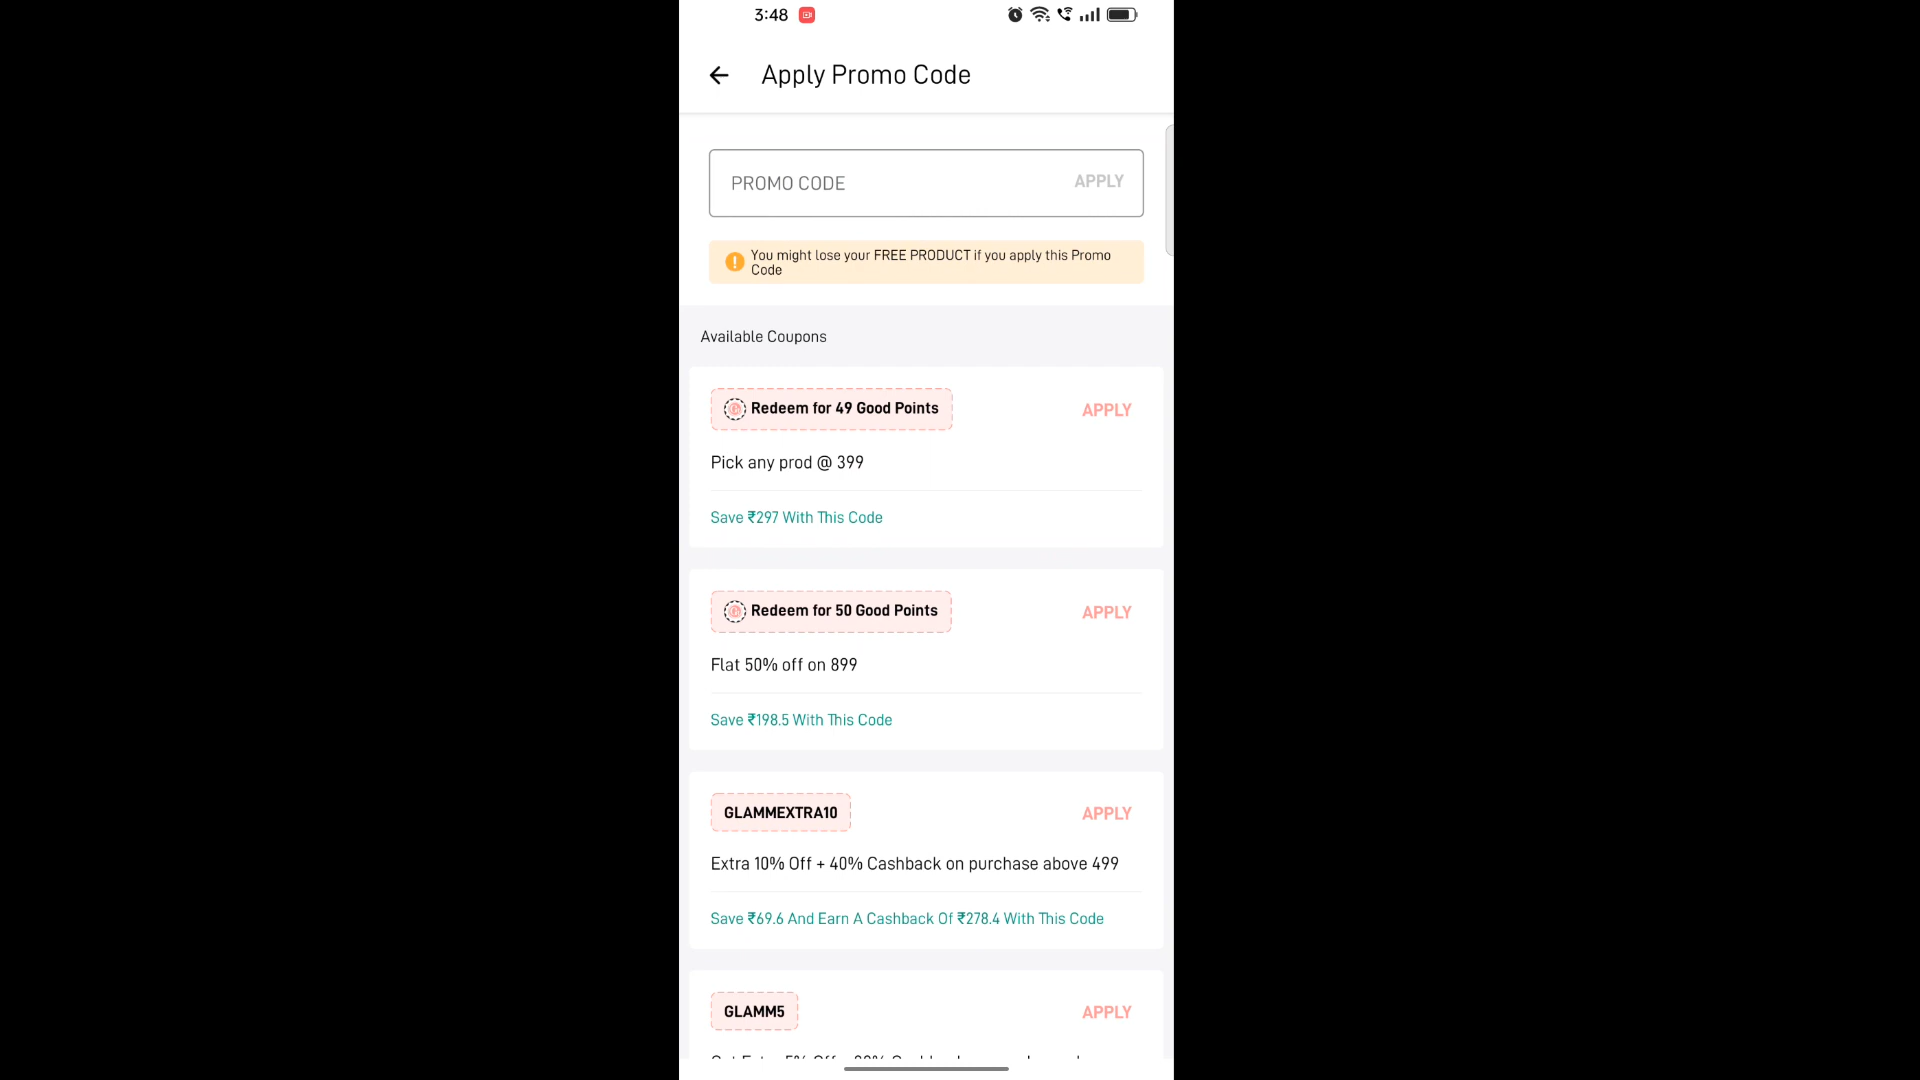 3:48
Apply Promo Code
PROMO CODE
APPLY
You might lose your FREE PRODUCT if you apply this Promo
Code
Available Coupons
Redeem for 49 Good Points
APPLY
Pick any prod @ 399
Save ₹297 With This Code
Redeem for 50 Good Points
APPLY
Flat 50% off on 899
Save ₹198.5 With This Code
GLAMMEXTRA10
APPLY
Extra 10% Off + 40% Cashback on purchase above 499
Save ₹69.6 And Earn A Cashback Of ₹278.4 With This Code
GLAMM5
APPLY